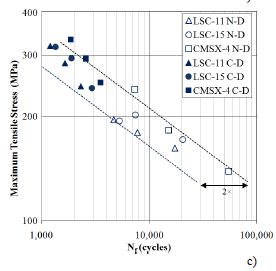 LSC-11 N-D
LSC-15 N-D
CMSX-4 N-D
LSC-11 C-D
LSC-15 C-D
CMSX-4 C-D
400
300
200
100
Maximum Tensile Stress (MPa)
2×
1,000
10,000
100,000
Nf (cycles)
c)